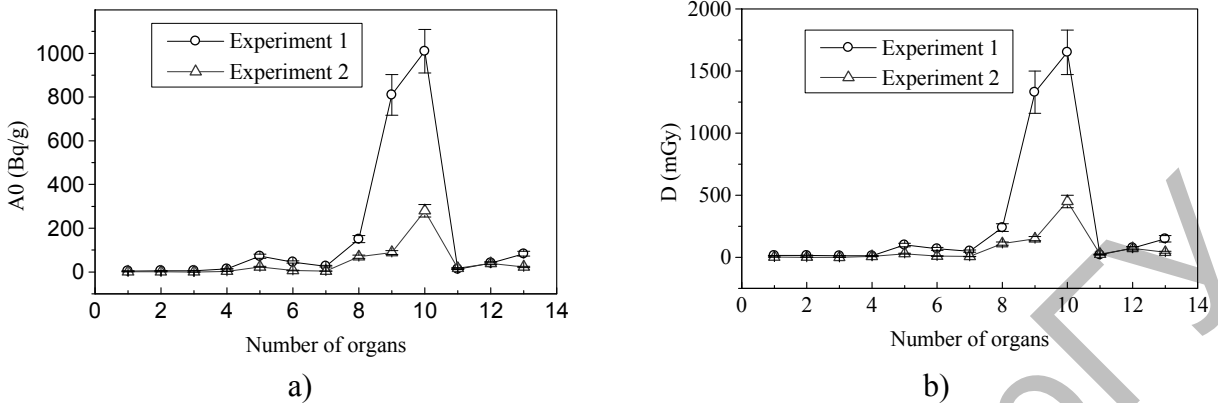 Experiment 1
Experiment 2
A0 (Bq/g)
1000
800
600
400
200
0
0 2 4 6 8 10 12 14
Number of organs
a)
Experiment 1
Experiment 2
D (mGy)
2000
1500
1000
500
0
0 2 4 6 8 10 12 14
Number of organs
b)